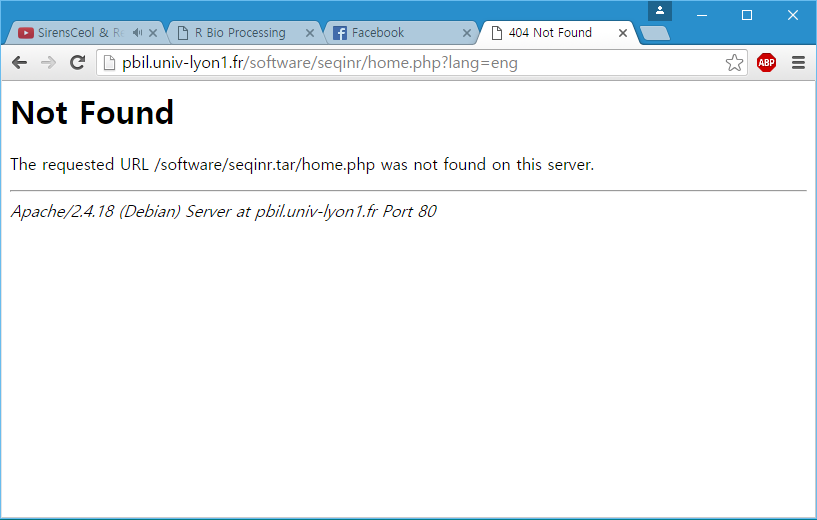 SirensCeol & Re
R Bio Processing
Facebook
404 Not Found
pbil.univ-lyon1.fr/software/seqinr/home.php?lang=eng
ABP
Not Found
The requested URL /software/seqinr.tar/home.php was not found on this server.
Apache/2.4.18 (Debian) Server at pbil.univ-lyon1.fr Port 80